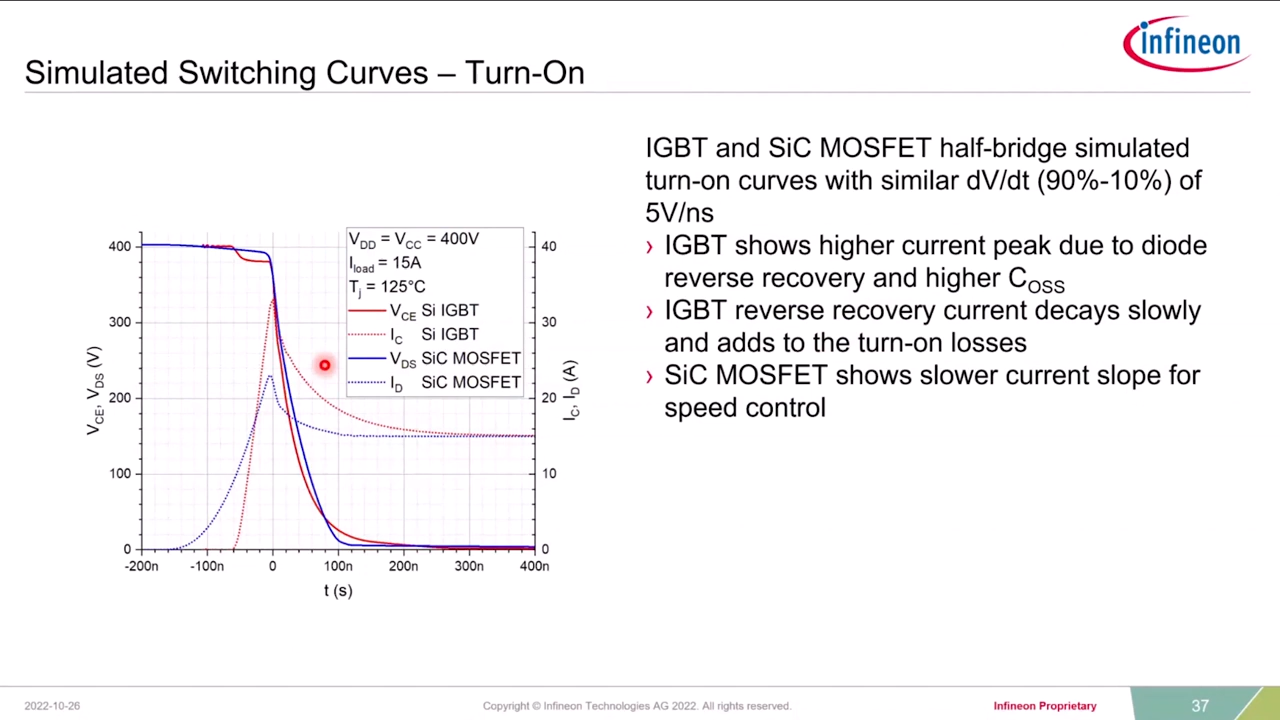 infineon
Simulated Switching Curves – Turn-On
IGBT and SiC MOSFET half-bridge simulated
turn-on curves with similar dV/dt (90%-10%) of
5V/ns
› IGBT shows higher current peak due to diode
reverse recovery and higher COSS
› IGBT reverse recovery current decays slowly
and adds to the turn-on losses
› SiC MOSFET shows slower current slope for
speed control
VDD = VCC = 400V
Iload = 15A
Tj = 125°C
VCE Si IGBT
IC Si IGBT
VDS SiC MOSFET
ID SiC MOSFET
VCE, VDS (V)
400
300
200
100
0
IC, ID (A)
40
30
20
10
0
-200n -100n 0 100n 200n 300n 400n
t (s)
2022-10-26
Copyright © Infineon Technologies AG 2022. All rights reserved.
Infineon Proprietary
37